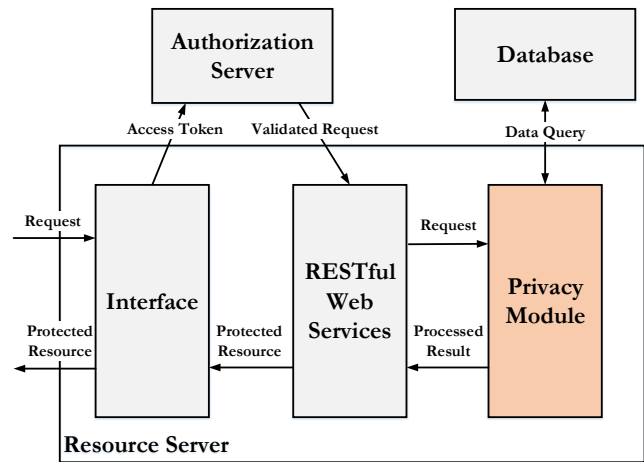 Authorization
Server
Database
Access Token
Validated Request
Data Query
Request
Interface
RESTful
Web
Services
Request
Privacy
Module
Protected
Resource
Protected
Resource
Processed
Result
Resource Server